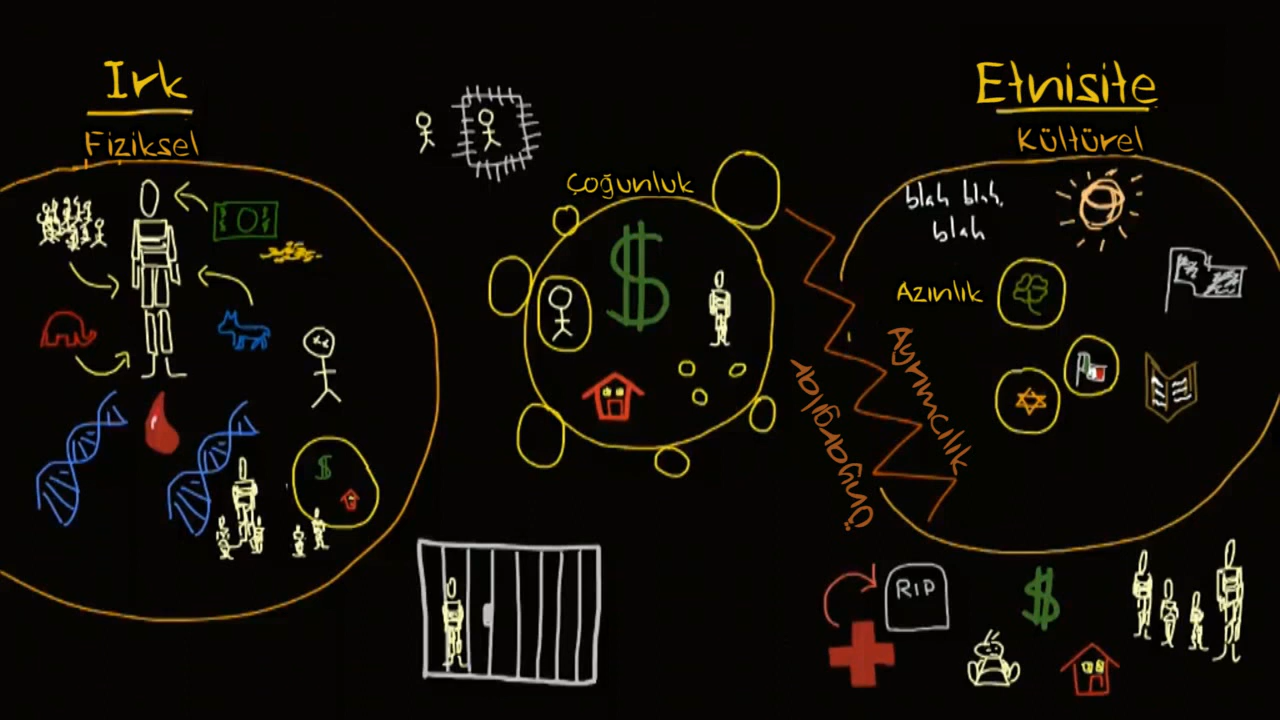 Irk
Fiziksel
Çoğunluk
$
$
Etnisite
Kültürel
blah blah,
blah
Azınlık
Ayrımcılık
Önyargılar
RIP
$